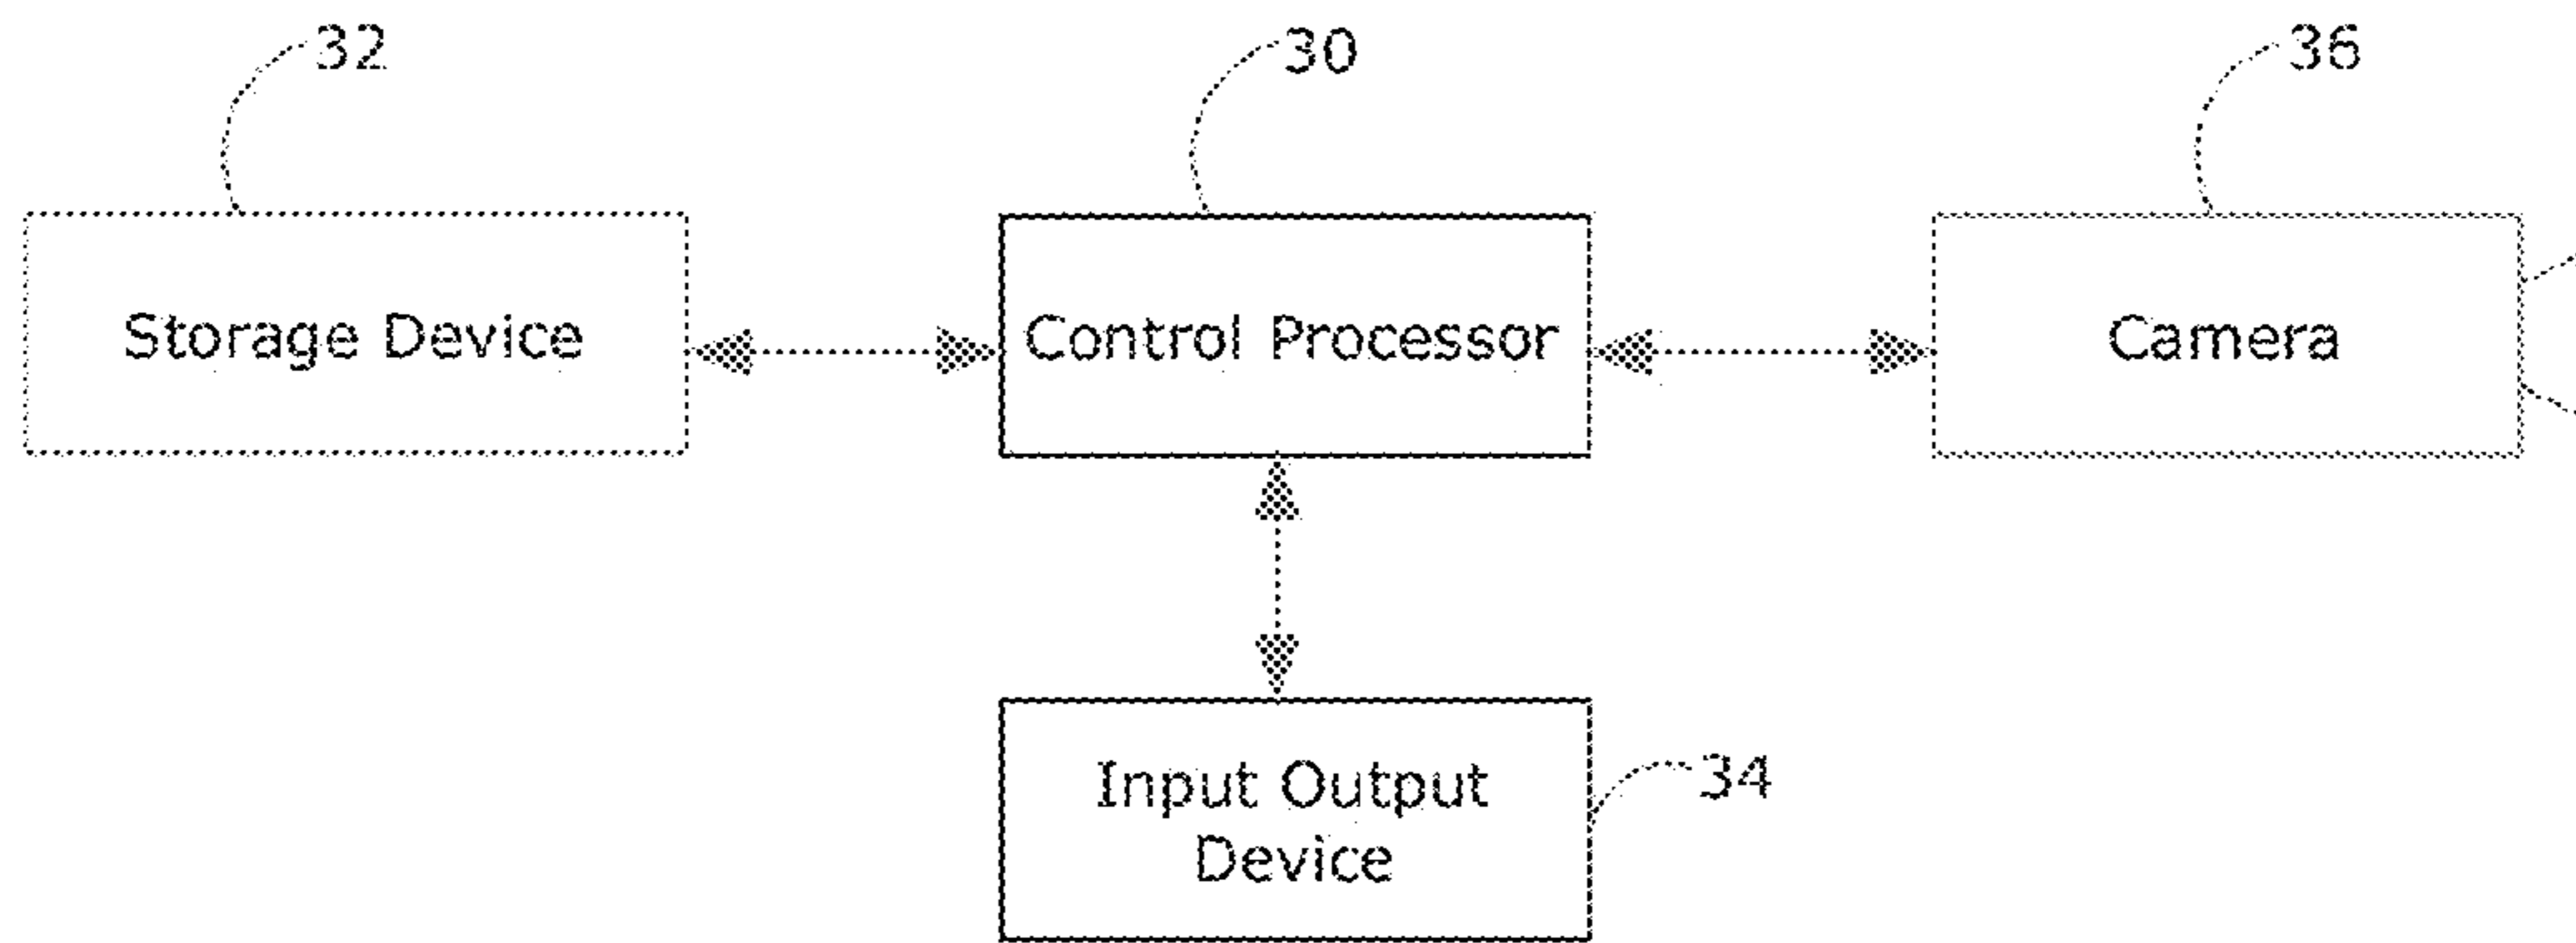 32
30
36
Storage Device
Control Processor
Camera
Input Output
Device
34